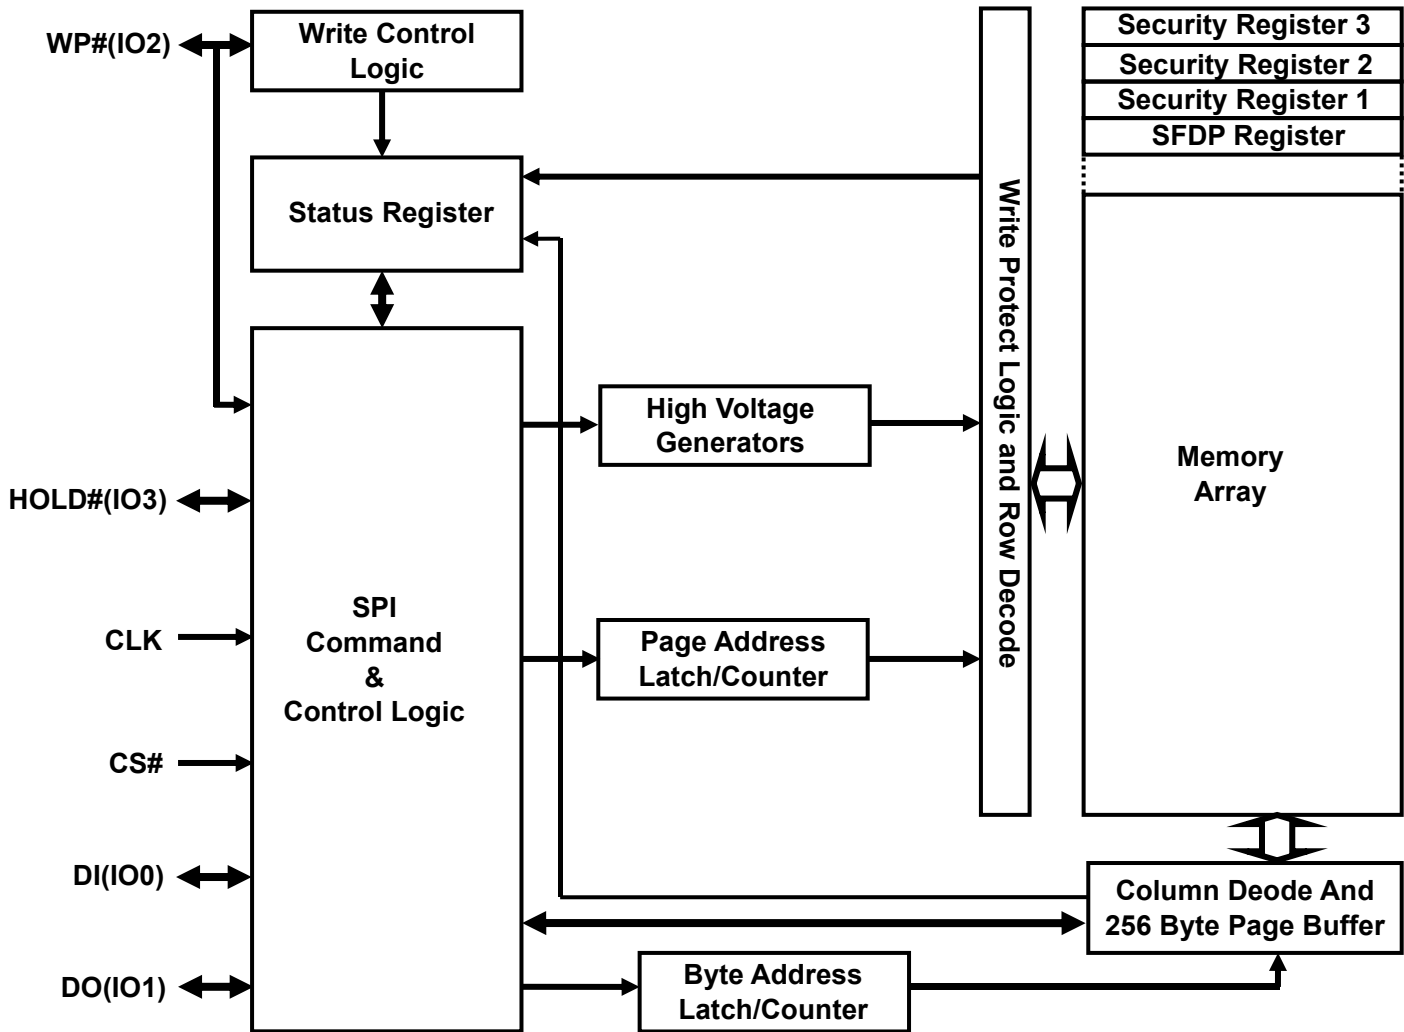 WP#(IO2)
Write Control
Logic
Security Register 3
Security Register 2
Security Register 1
SFDP Register
Status Register
Write Protect Logic and Row Decode
High Voltage
Generators
Memory
Array
HOLD#(IO3)
SPI
Command
&
Control Logic
CLK
Page Address
Latch/Counter
CS#
DI(IO0)
Column Deode And
256 Byte Page Buffer
DO(IO1)
Byte Address
Latch/Counter